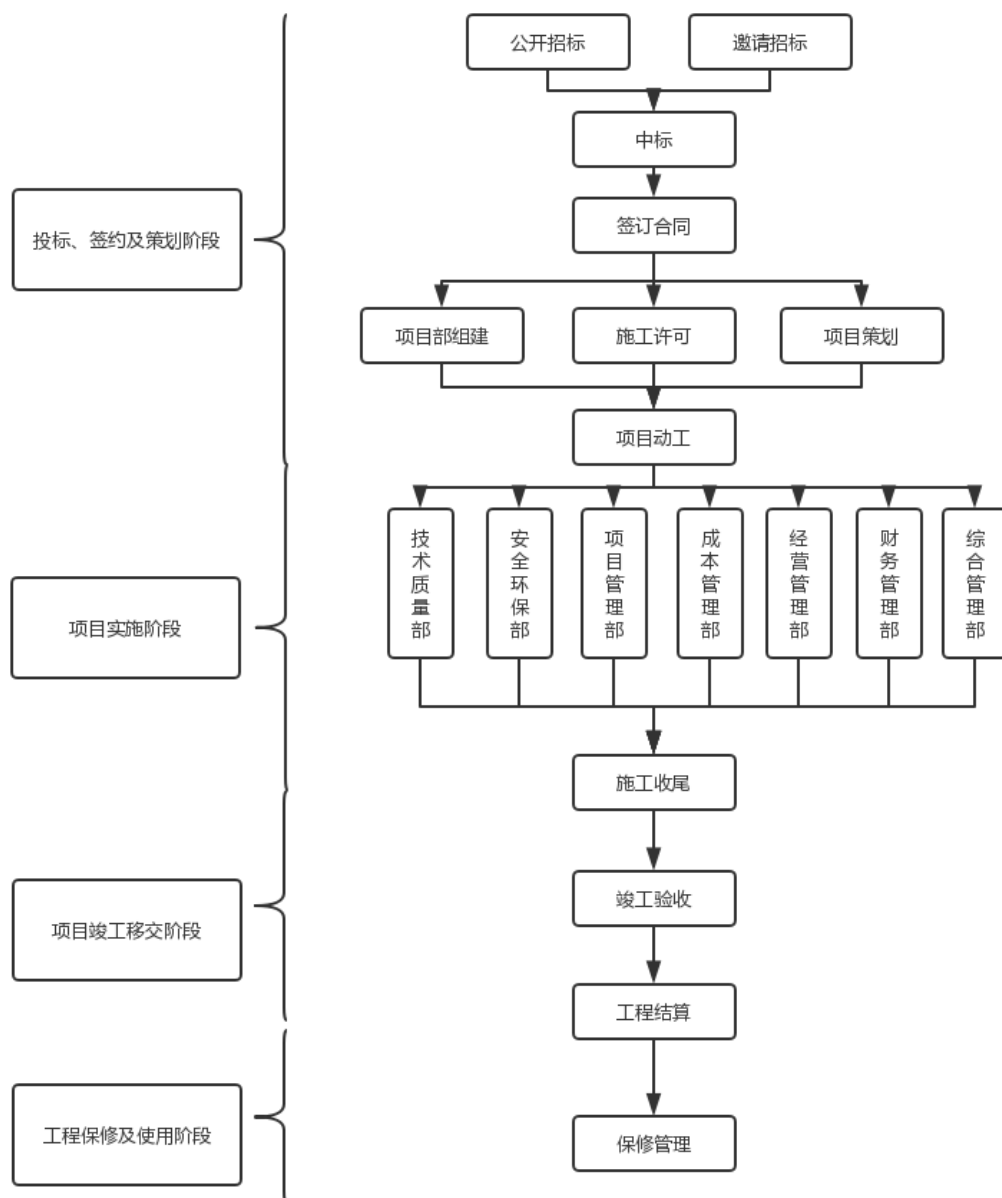 公开招标
邀请招标
中标
签订合同
投标、签约及策划阶段
项目部组建
施工许可
项目策划
项目动工
技术质量部
安全环保部
项目管理部
成本管理部
经营管理部
财务管理部
综合管理部
项目实施阶段
施工收尾
竣工验收
项目竣工移交阶段
工程结算
工程保修及使用阶段
保修管理